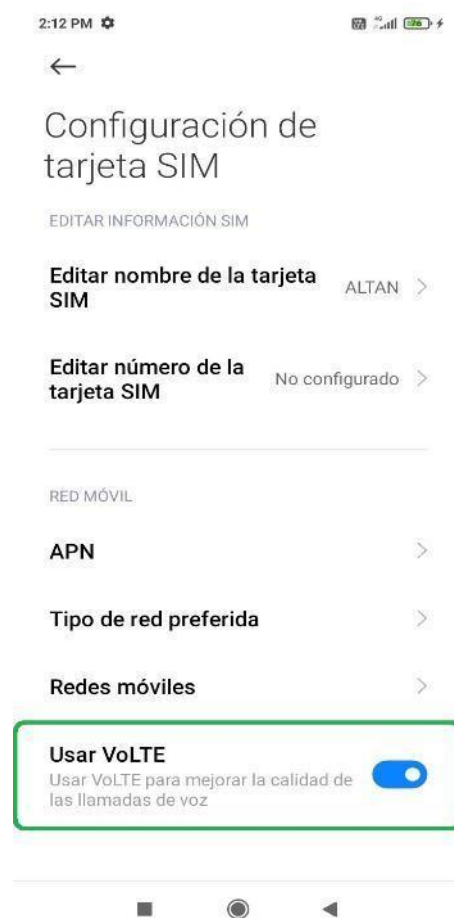 2:12 PM
4G
76
Configuración de
tarjeta SIM
EDITAR INFORMACIÓN SIM
Editar nombre de la tarjeta
SIM
ALTAN
Editar número de la
tarjeta SIM
No configurado
RED MÓVIL
APN
Tipo de red preferida
Redes móviles
Usar VoLTE
Usar VoLTE para mejorar la calidad de
las llamadas de voz